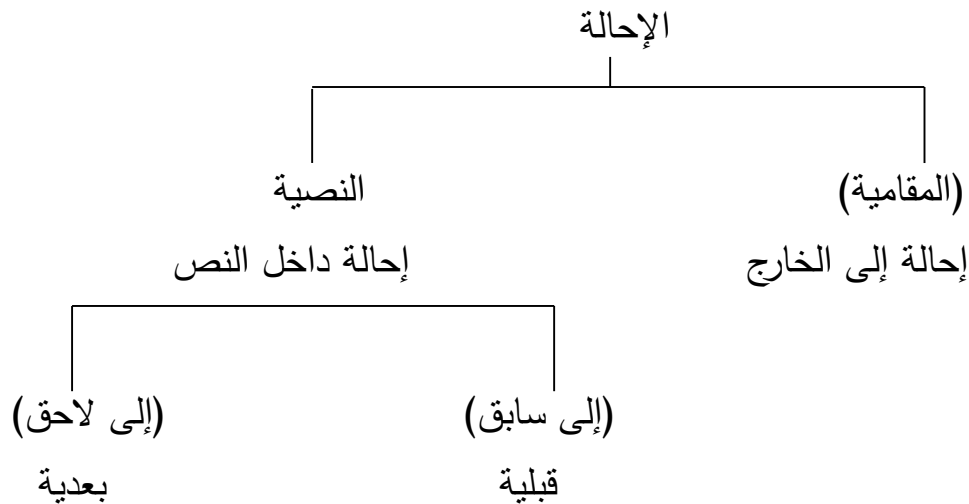 الإحالة
(المقامية) النصية
إحالة إلى الخارج إحالة داخل النص
(إلى سابق) (إلى لاحق)
قبلية بعدية